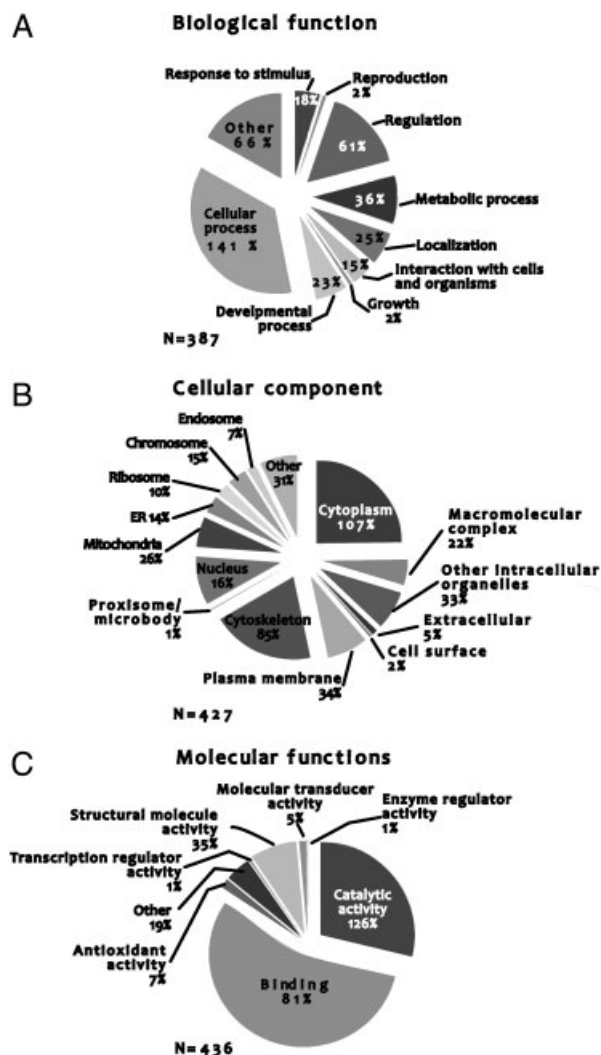 A
Biological function
Response to stimulus
18%
Reproduction
2%
Regulation
61%
Metabolic process
36%
Localization
25%
Interaction with cells
and organisms
15%
Growth
2%
Develpmental
process
23%
Cellular
process
141 %
Other
66 %
N=387
B
Cellular component
Endosome
7%
Chromosome
15%
Ribosome
10%
ER 14%
Mitochondria
26%
Nucleus
16%
Proxisome/
microbody
1%
Cytoskeleton
85%
Plasma membrane
34%
Other
31%
Cytoplasm
107%
Macromolecular
complex
22%
Other intracellular
organelles
33%
Extracellular
5%
Cell surface
2%
N=427
C
Molecular functions
Molecular transducer
activity
5%
Enzyme regulator
activity
1%
Structural molecule
activity
35%
Transcription regulator
activity
1%
Other
19%
Antioxidant
activity
7%
Catalytic
activity
126%
Binding
81%
N=436